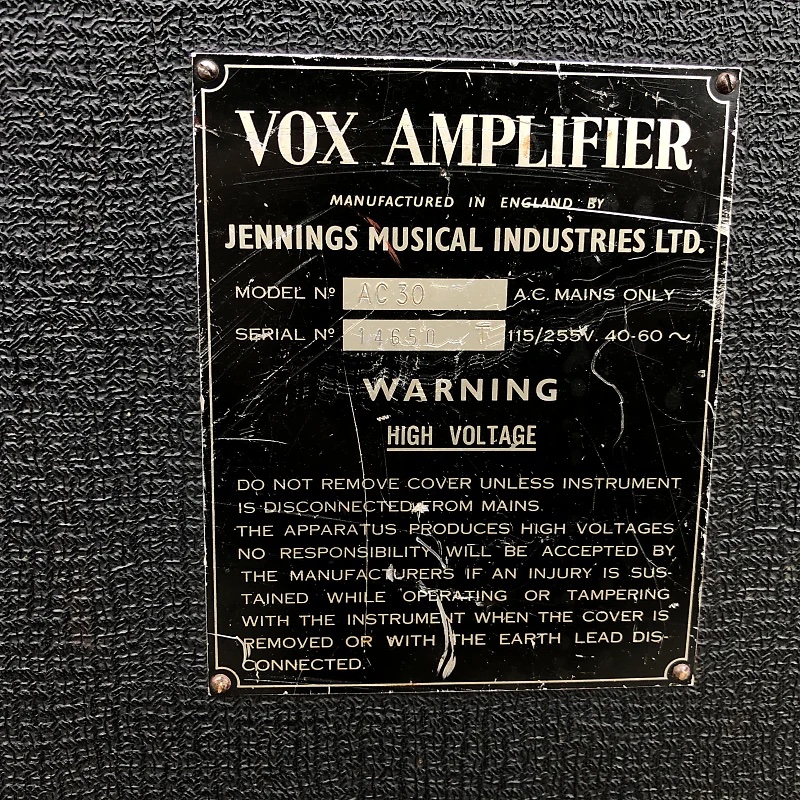 VOX AMPLIFIER
MANUFACTURED IN ENGLAND BY
JENNINGS MUSICAL INDUSTRIES LTD.
MODEL Nº AC30 A.C. MAINS ONLY
SERIAL Nº 14650 T 115/255V. 40-60 ~
WARNING
HIGH VOLTAGE
DO NOT REMOVE COVER UNLESS INSTRUMENT
IS DISCONNECTED FROM MAINS.
THE APPARATUS PRODUCES HIGH VOLTAGES
NO RESPONSIBILITY WILL BE ACCEPTED BY
THE MANUFACTURERS IF AN INJURY IS SUS-
TAINED WHILE OPERATING OR TAMPERING
WITH THE INSTRUMENT WHEN THE COVER IS
REMOVED OR WITH THE EARTH LEAD DIS-
CONNECTED.